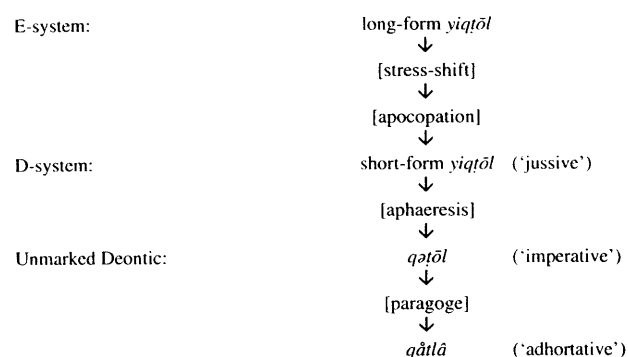 E-system: long-form yiqṭōl
↓
[stress-shift]
↓
[apocopation]
↓
D-system: short-form yiqṭōl ('jussive')
↓
[aphaeresis]
↓
Unmarked Deontic: qəṭōl ('imperative')
↓
[paragoge]
↓
qåtlâ ('adhortative')